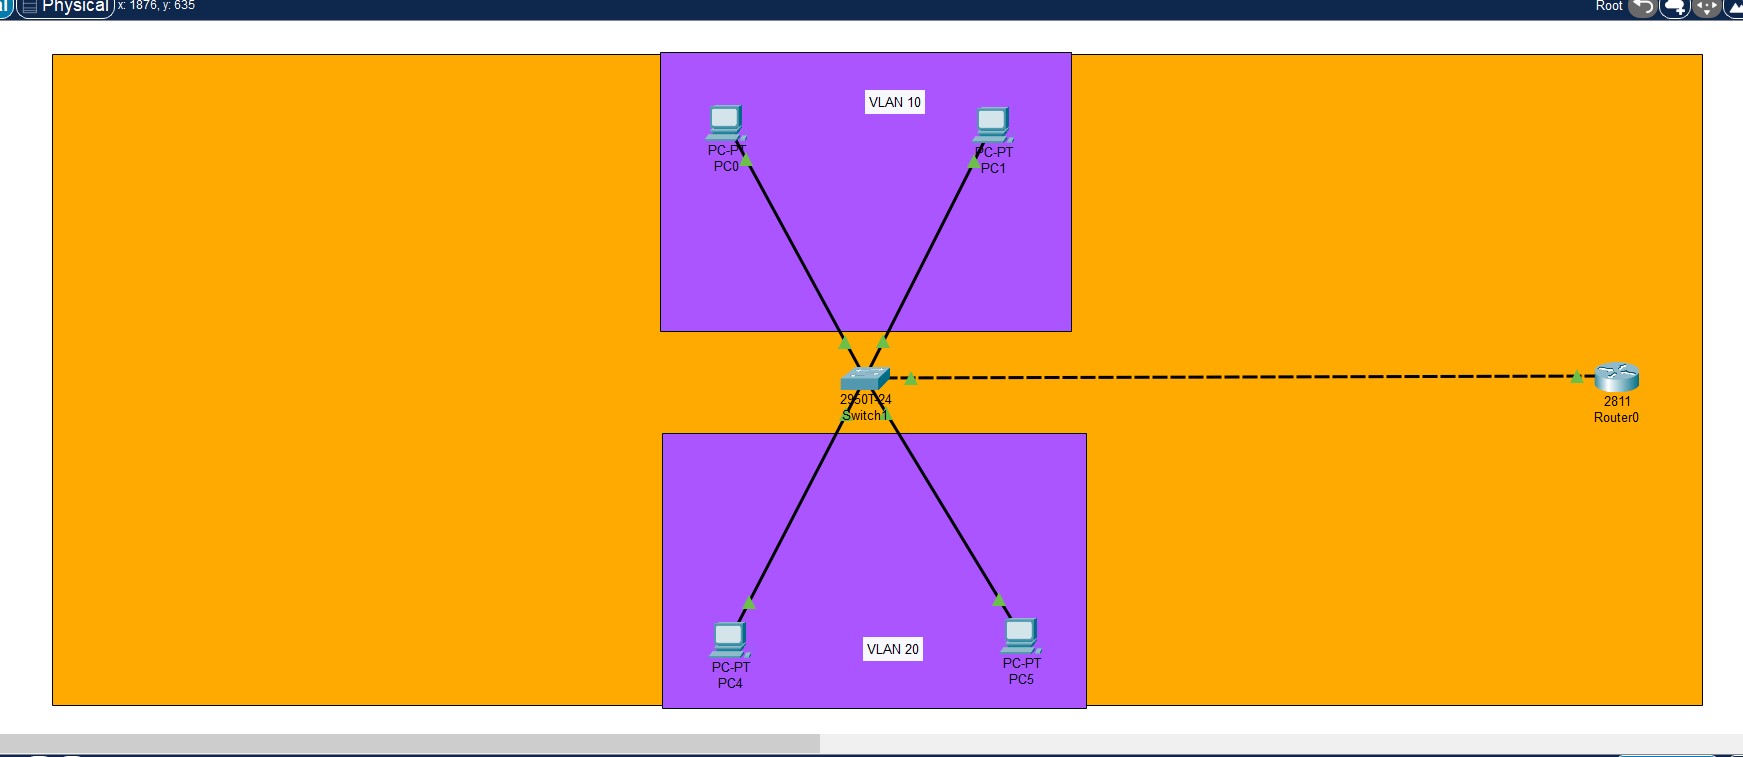 Physical x: 1876, y: 635
Root
VLAN 10
PC-PT
PC0
PC-PT
PC1
2950T-24
Switch1
2811
Router0
VLAN 20
PC-PT
PC4
PC-PT
PC5